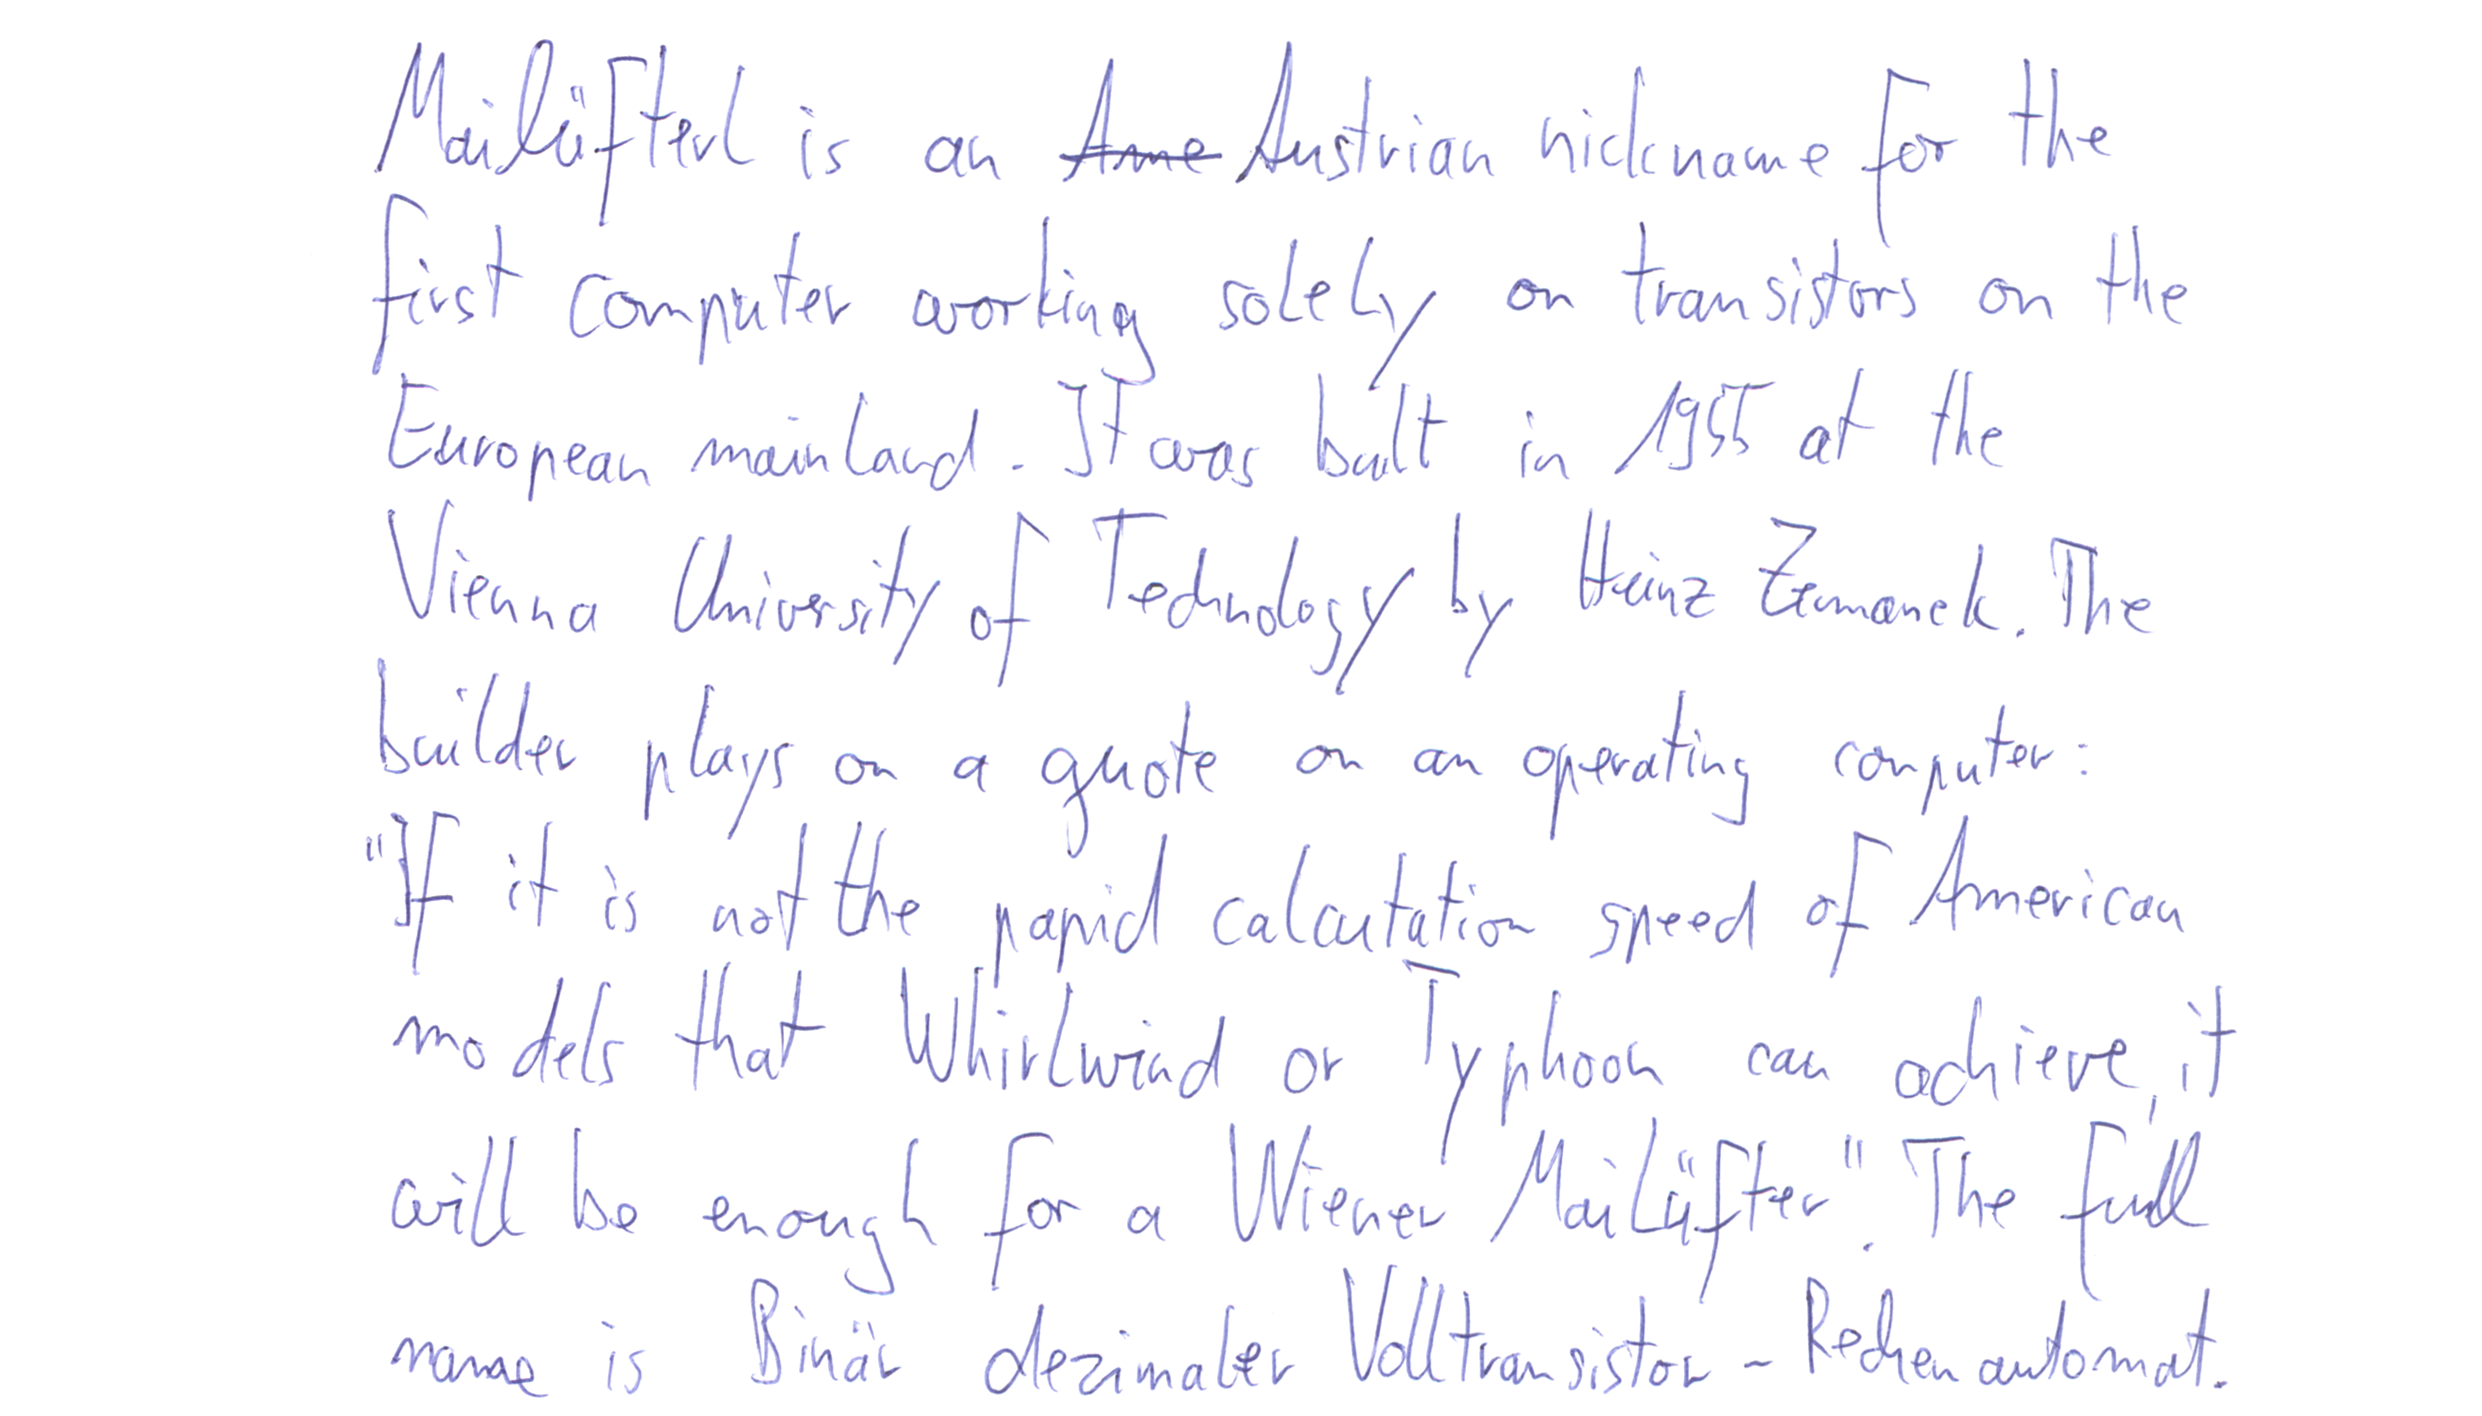 Mailüfterl is an Ame Austrian nickname for the
first computer working solely on transistors on the
European mainland. It was built in 1955 at the
Vienna University of Technology by Heinz Zemanek. The
builder plays on a quote on an operating computer:
"If it is not the rapid calculation speed of American
models that Whirlwind or Typhoon can achieve, it
will be enough for a Wiener Mailüfter". The full
name is Binär dezimaler Volltransistor - Rechenautomat.